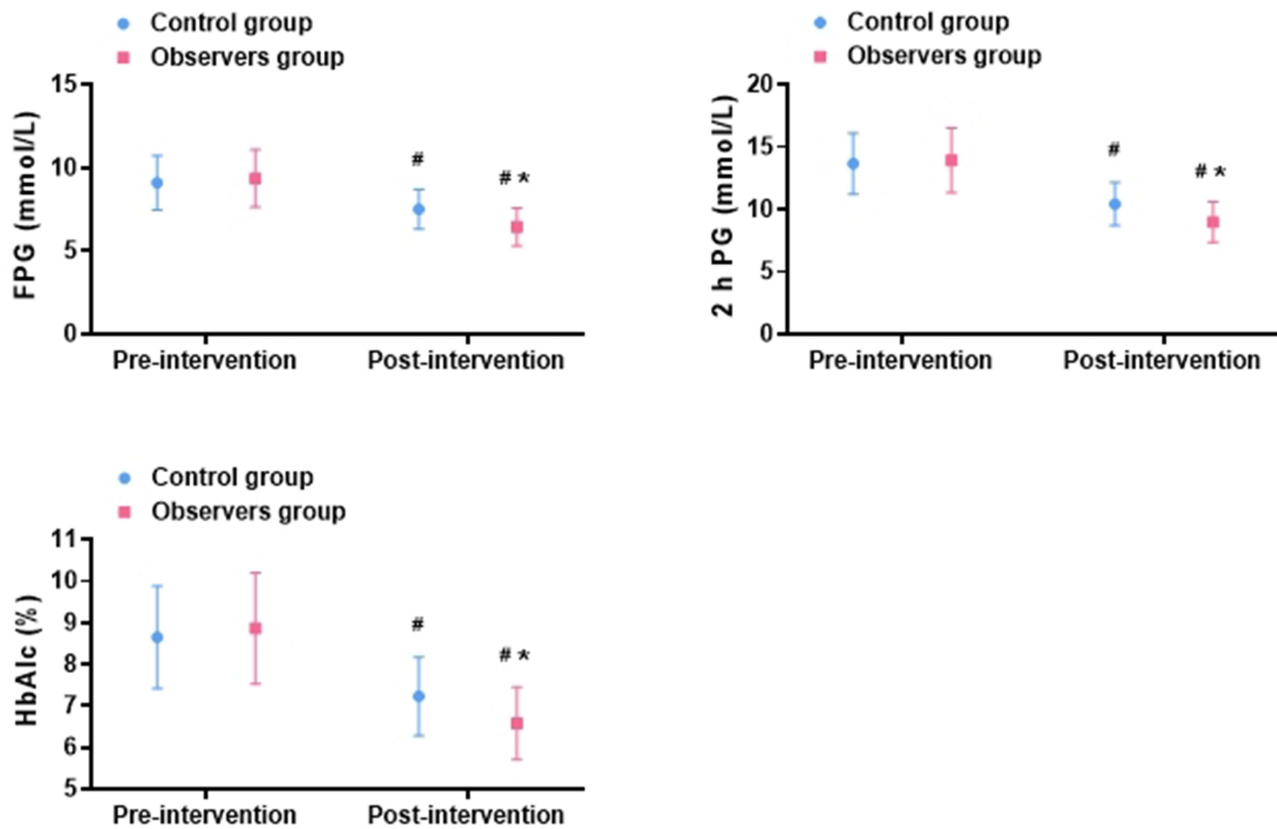 Control group
Observers group
FPG (mmol/L)
15
10
5
0
#
# *
Pre-intervention Post-intervention
Control group
Observers group
2 h PG (mmol/L)
20
15
10
5
0
#
# *
Pre-intervention Post-intervention
Control group
Observers group
HbAlc (%)
11
10
9
8
7
6
5
#
# *
Pre-intervention Post-intervention